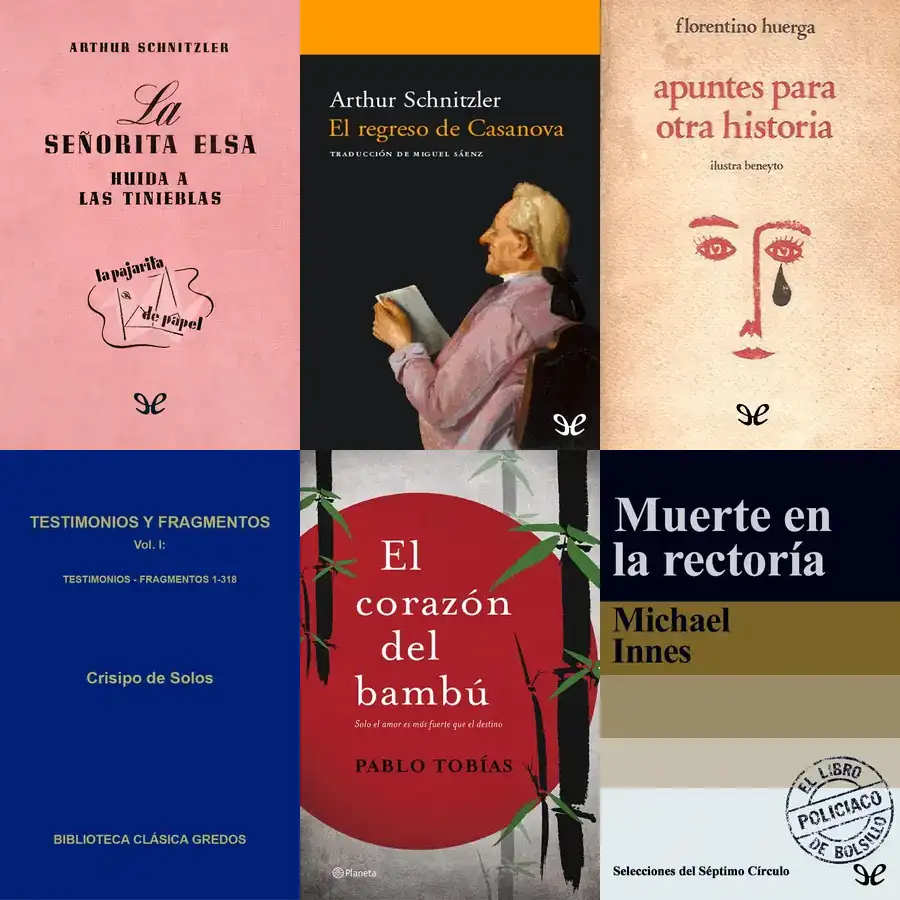 ARTHUR SCHNITZLER
La
SEÑORITA ELSA
HUIDA A
LAS TINIEBLAS
la pajarita
de papel
Arthur Schnitzler
El regreso de Casanova
TRADUCCIÓN DE MIGUEL SÁENZ
florentino huerga
apuntes para
otra historia
ilustra beneyto
TESTIMONIOS Y FRAGMENTOS
Vol. I:
TESTIMONIOS - FRAGMENTOS 1-318
Crisipo de Solos
BIBLIOTECA CLÁSICA GREDOS
El
corazón
del
bambú
Solo el amor es más fuerte que el destino
PABLO TOBÍAS
Planeta
Muerte en
la rectoría
Michael
Innes
EL LIBRO
POLICIACO
DE BOLSILLO
Selecciones del Séptimo Círculo